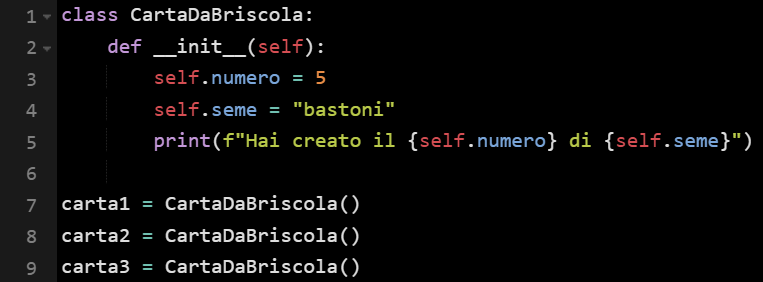 1 class CartaDaBriscola:
2     def __init__(self):
3         self.numero = 5
4         self.seme = "bastoni"
5         print(f"Hai creato il {self.numero} di {self.seme}")
6
7 carta1 = CartaDaBriscola()
8 carta2 = CartaDaBriscola()
9 carta3 = CartaDaBriscola()